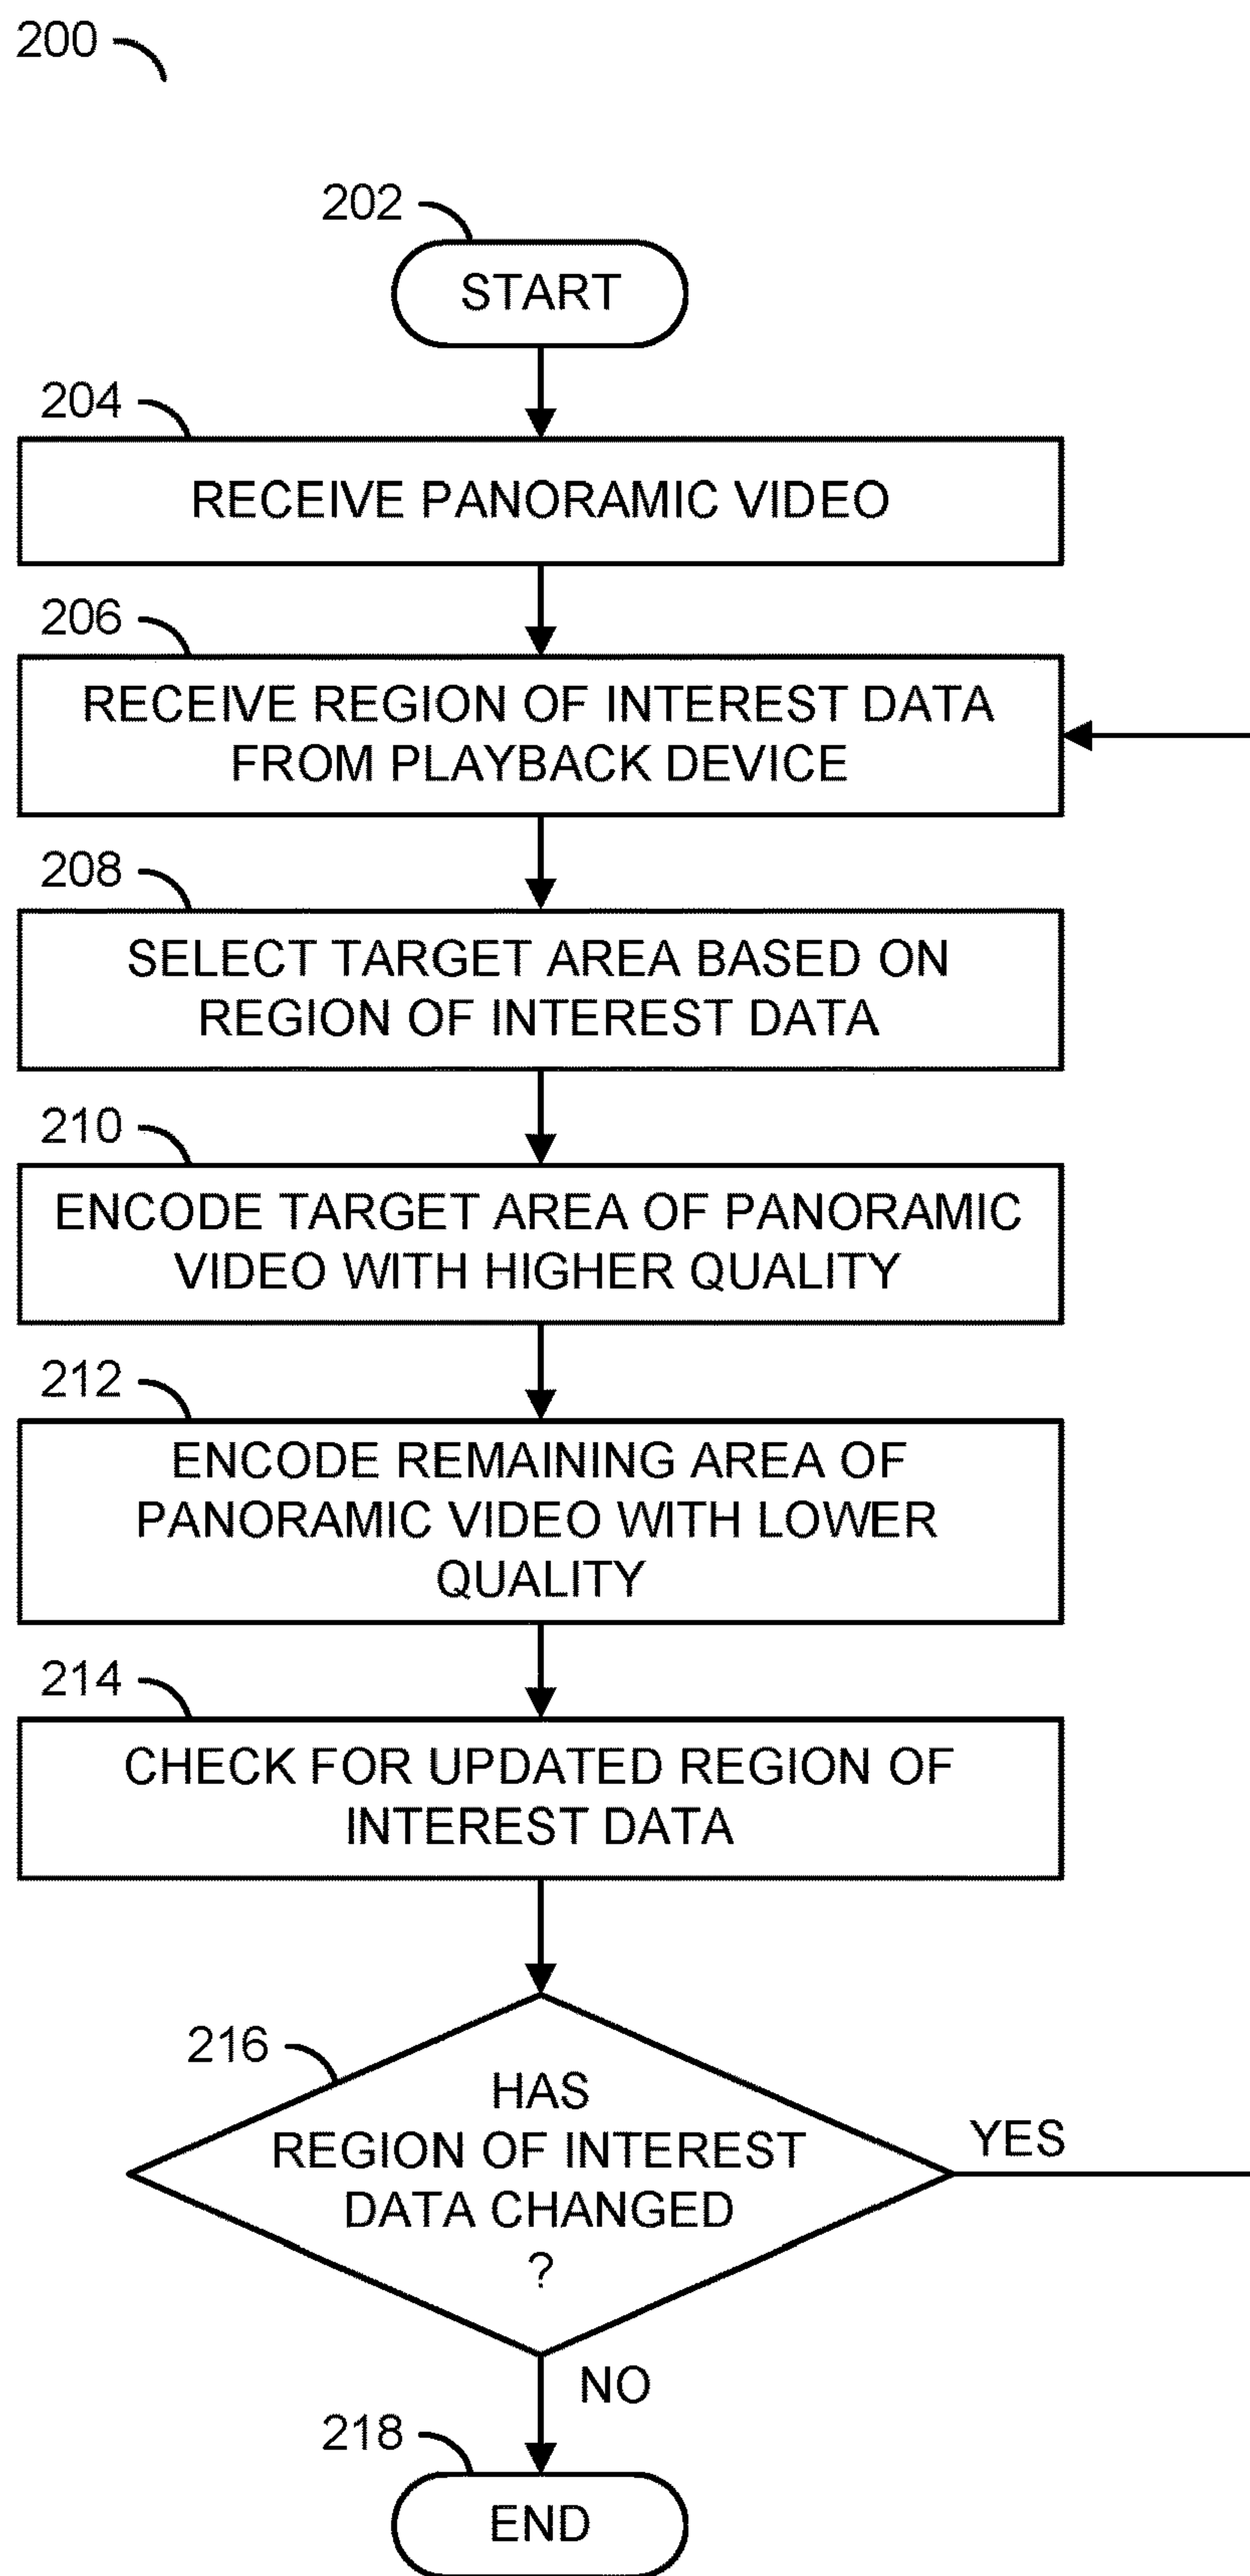 200
202
START
204
RECEIVE PANORAMIC VIDEO
206
RECEIVE REGION OF INTEREST DATA
FROM PLAYBACK DEVICE
208
SELECT TARGET AREA BASED ON
REGION OF INTEREST DATA
210
ENCODE TARGET AREA OF PANORAMIC
VIDEO WITH HIGHER QUALITY
212
ENCODE REMAINING AREA OF
PANORAMIC VIDEO WITH LOWER
QUALITY
214
CHECK FOR UPDATED REGION OF
INTEREST DATA
216
HAS
REGION OF INTEREST
DATA CHANGED
?
YES
NO
218
END